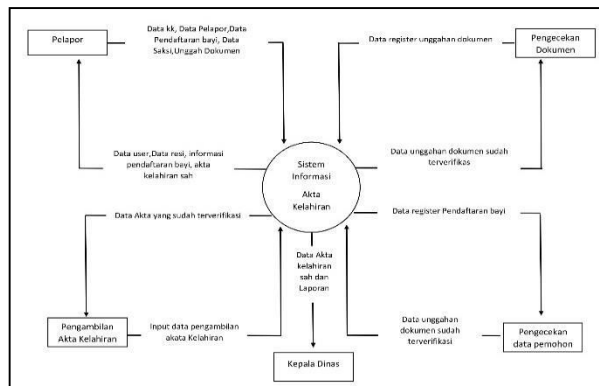 Pelapor
Data kk, Data Pelapor,Data
Pendaftaran bayi, Data
Saksi,Unggah Dokumen
Data register unggahan dokumen
Pengecekan
Dokumen
Data user,Data resi, informasi
pendaftaran bayi, akta
kelahiran sah
Sistem
Informasi
Akta
Kelahiran
Data unggahan dokumen sudah
terverifikas
Data Akta yang sudah terverifikasi
Data register Pendaftaran bayi
Data Akta
kelahiran
sah dan
Laporan
Pengambilan
Akta Kelahiran
Input data pengambilan
akata Kelahiran
Data unggahan
dokumen sudah
terverifikasi
Pengecekan
data pemohon
Kepala Dinas